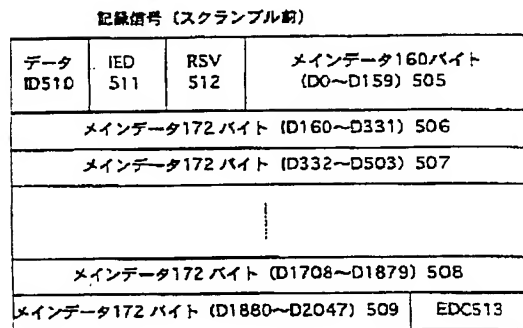 記録信号 (スクランブル前)
データ ID510
IED 511
RSV 512
メインデータ160バイト (D0〜D159) 505
メインデータ172 バイト (D160〜D331) 506
メインデータ172 バイト (D332〜D503) 507
メインデータ172 バイト (D1708〜D1879) 508
メインデータ172 バイト (D1880〜D2047) 509
EDC513